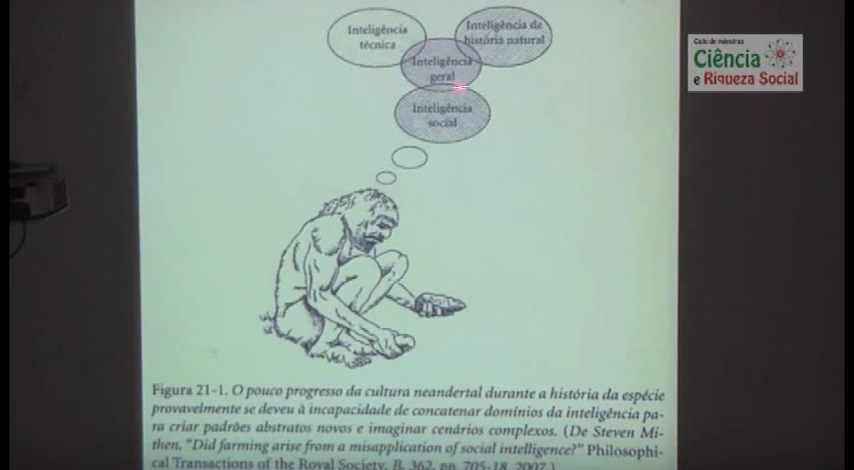 Inteligência
técnica
Inteligência da
história natural
Inteligência
geral
Inteligência
social
Ciclo de palestras
Ciência
e Riqueza Social
Figura 21-1. O pouco progresso da cultura neandertal durante a história da espécie
provavelmente se deveu à incapacidade de concatenar domínios da inteligência pa-
ra criar padrões abstratos novos e imaginar cenários complexos. (De Steven Mi-
then, "Did farming arise from a misapplication of social intelligence?" Philosophi-
cal Transactions of the Royal Society, B, 362, pp. 705-18, 2007.)